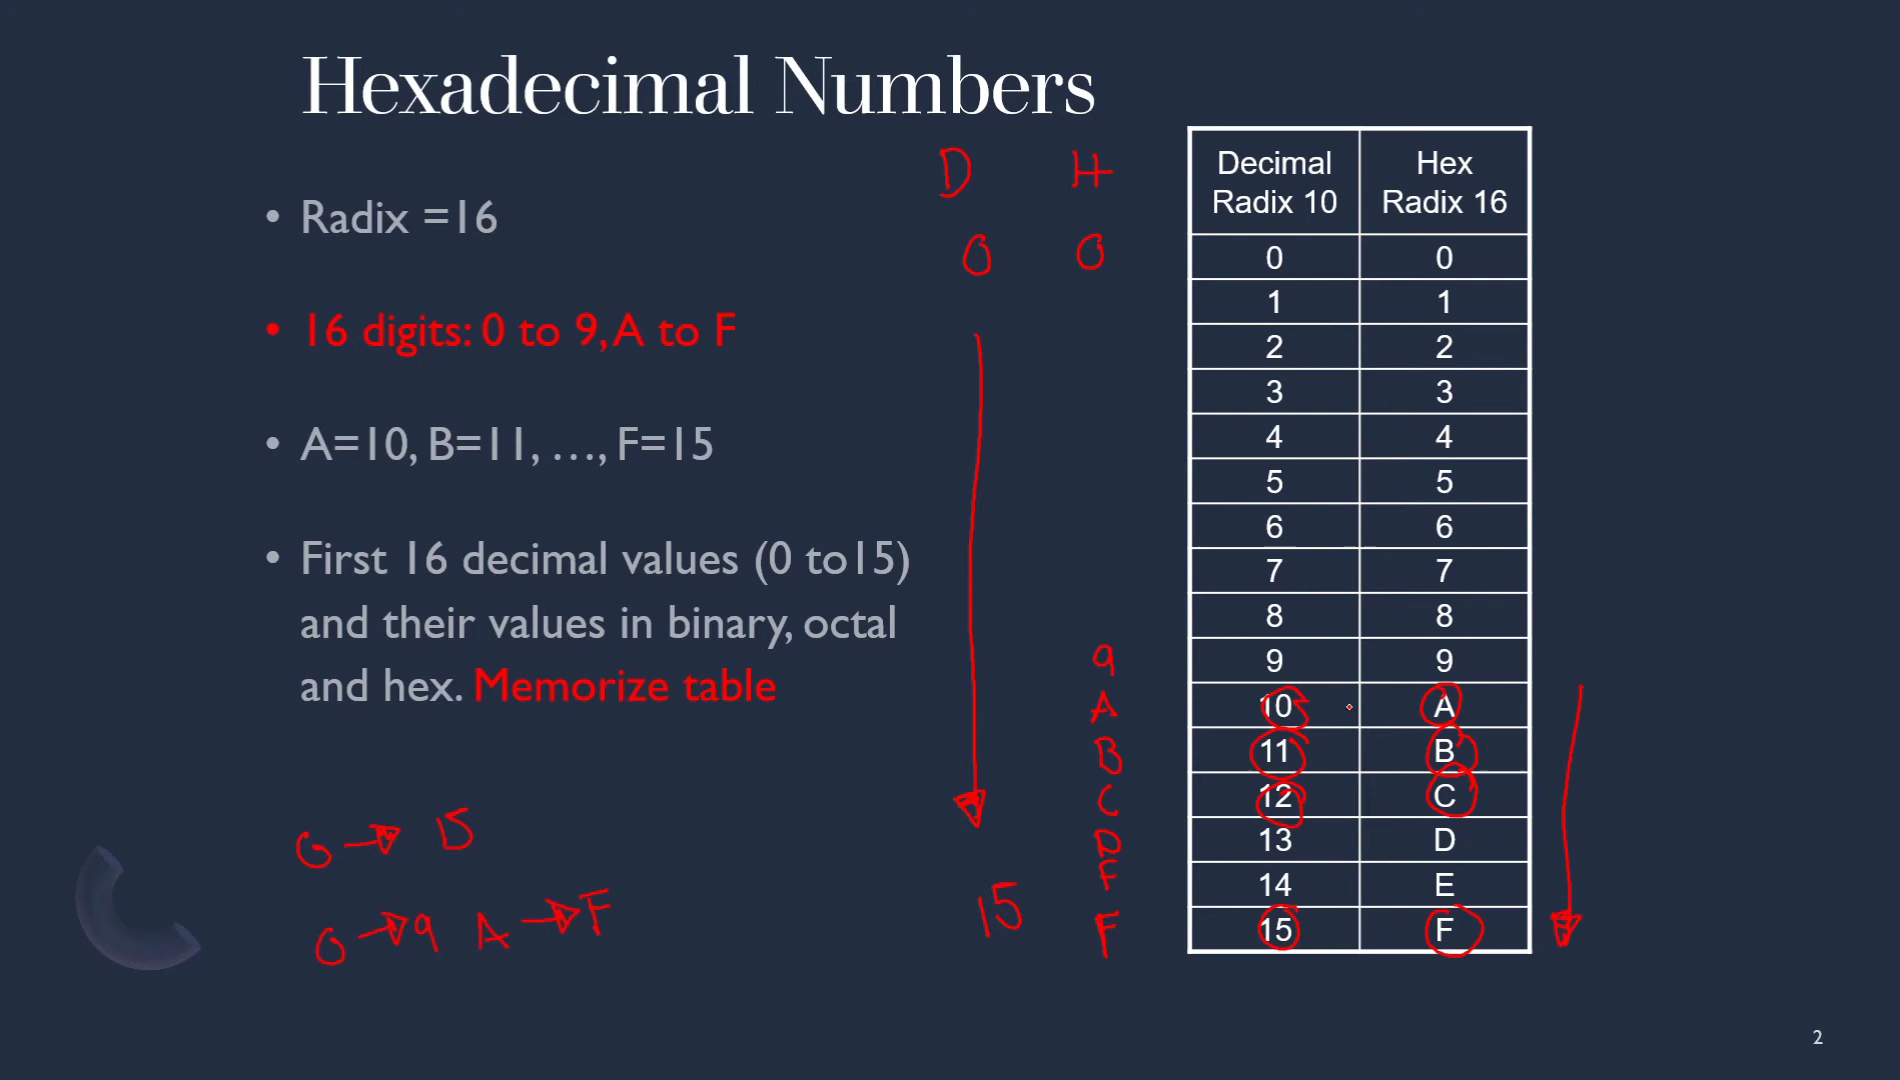 Hexadecimal Numbers
• Radix =16
• 16 digits: 0 to 9, A to F
• A=10, B=11, …, F=15
• First 16 decimal values (0 to15)
and their values in binary, octal
and hex. Memorize table
0 → 15
0 → 9 A → F
D H
0 0
9
A
B
C
D
15 F
Decimal Radix 10 Hex Radix 16
0 0
1 1
2 2
3 3
4 4
5 5
6 6
7 7
8 8
9 9
10 A
11 B
12 C
13 D
14 E
15 F
2